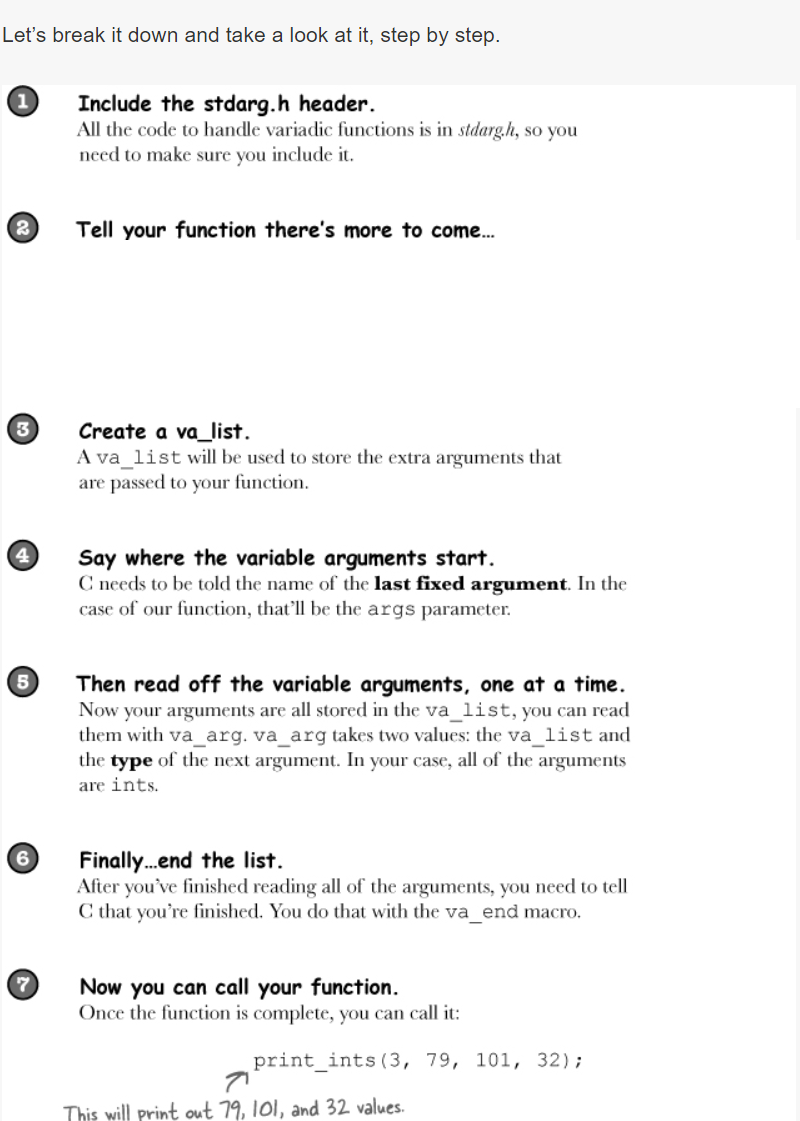 Let's break it down and take a look at it, step by step.
1 Include the stdarg.h header.
All the code to handle variadic functions is in stdarg.h, so you
need to make sure you include it.
2 Tell your function there's more to come...
3 Create a va_list.
A va_list will be used to store the extra arguments that
are passed to your function.
4 Say where the variable arguments start.
C needs to be told the name of the last fixed argument. In the
case of our function, that'll be the args parameter.
5 Then read off the variable arguments, one at a time.
Now your arguments are all stored in the va_list, you can read
them with va_arg. va_arg takes two values: the va_list and
the type of the next argument. In your case, all of the arguments
are ints.
6 Finally...end the list.
After you've finished reading all of the arguments, you need to tell
C that you're finished. You do that with the va_end macro.
7 Now you can call your function.
Once the function is complete, you can call it:
print_ints(3, 79, 101, 32);
This will print out 79, 101, and 32 values.